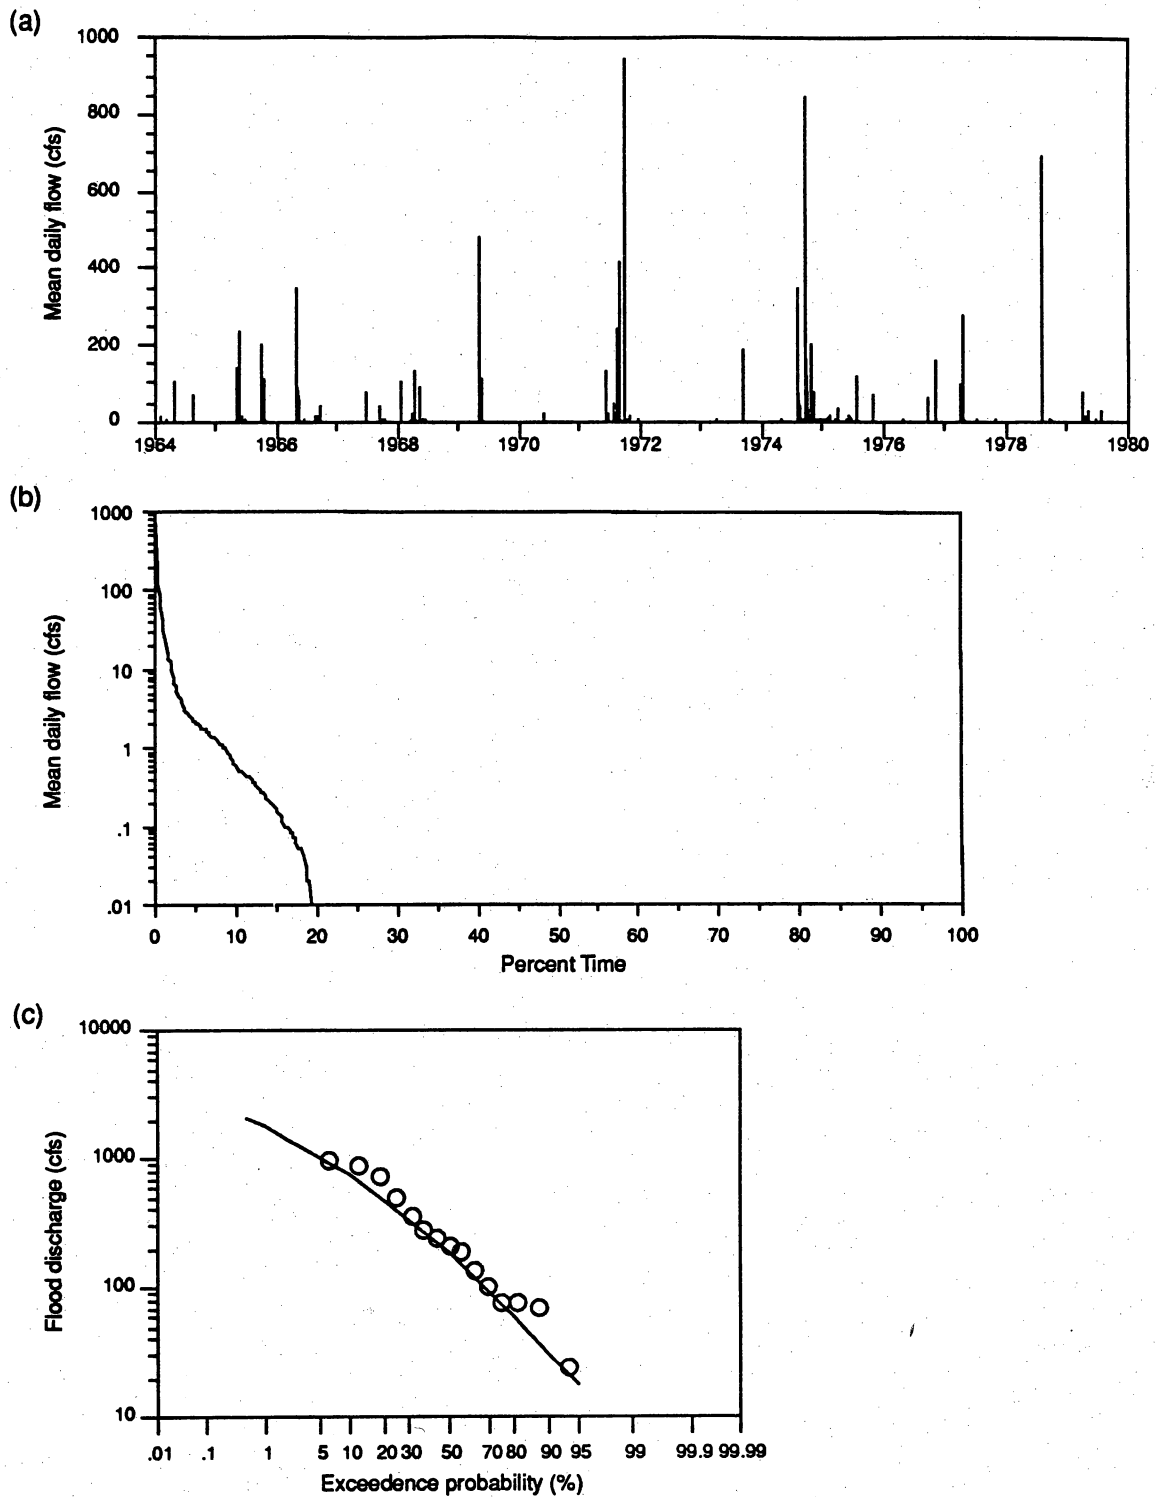 (a)
1000
800
600
400
200
0
Mean daily flow (cfs)
1964 1966 1968 1970 1972 1974 1976 1978 1980
(b)
1000
100
10
1
.1
.01
Mean daily flow (cfs)
0 10 20 30 40 50 60 70 80 90 100
Percent Time
(c)
10000
1000
100
10
Flood discharge (cfs)
.01 .1 1 5 10 20 30 50 70 80 90 95 99 99.9 99.99
Exceedence probability (%)